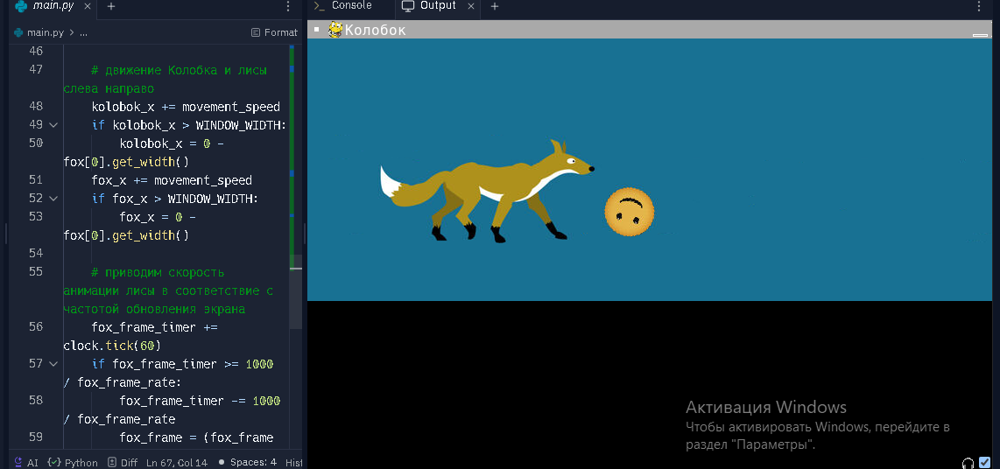 main.py
Console
Output
main.py > ...
Format
Колобок
46
47 # движение Колобка и лисы
слева направо
48 kolobok_x += movement_speed
49 if kolobok_x > WINDOW_WIDTH:
50 kolobok_x = 0 -
fox[0].get_width()
51 fox_x += movement_speed
52 if fox_x > WINDOW_WIDTH:
53 fox_x = 0 -
fox[0].get_width()
54
55 # приводим скорость
анимации лисы в соответствие с
частотой обновления экрана
56 fox_frame_timer +=
clock.tick(60)
57 if fox_frame_timer >= 1000
/ fox_frame_rate:
58 fox_frame_timer -= 1000
/ fox_frame_rate
59 fox_frame = (fox_frame
Активация Windows
Чтобы активировать Windows, перейдите в
раздел "Параметры".
AI Python Diff Ln 67, Col 14 Spaces: 4 Hist